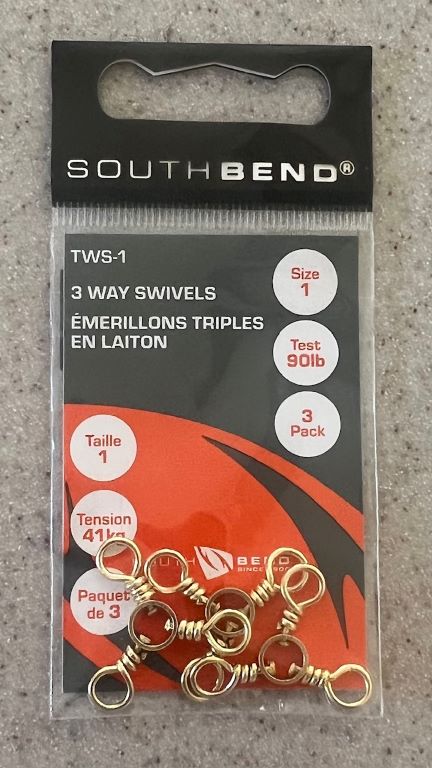 SOUTHBEND®
TWS-1
3 WAY SWIVELS
ÉMERILLONS TRIPLES
EN LAITON
Size
1
Test
90lb
3
Pack
Taille
1
Tension
41kg
Paquet
de 3
BEND